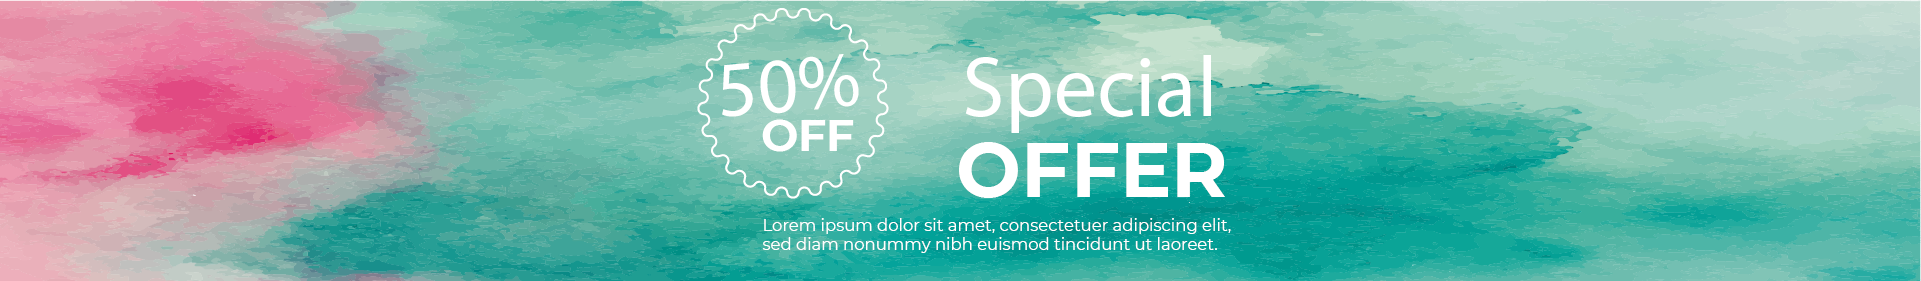 50%
OFF
Special
OFFER
Lorem ipsum dolor sit amet, consectetuer adipiscing elit,
sed diam nonummy nibh euismod tincidunt ut laoreet.